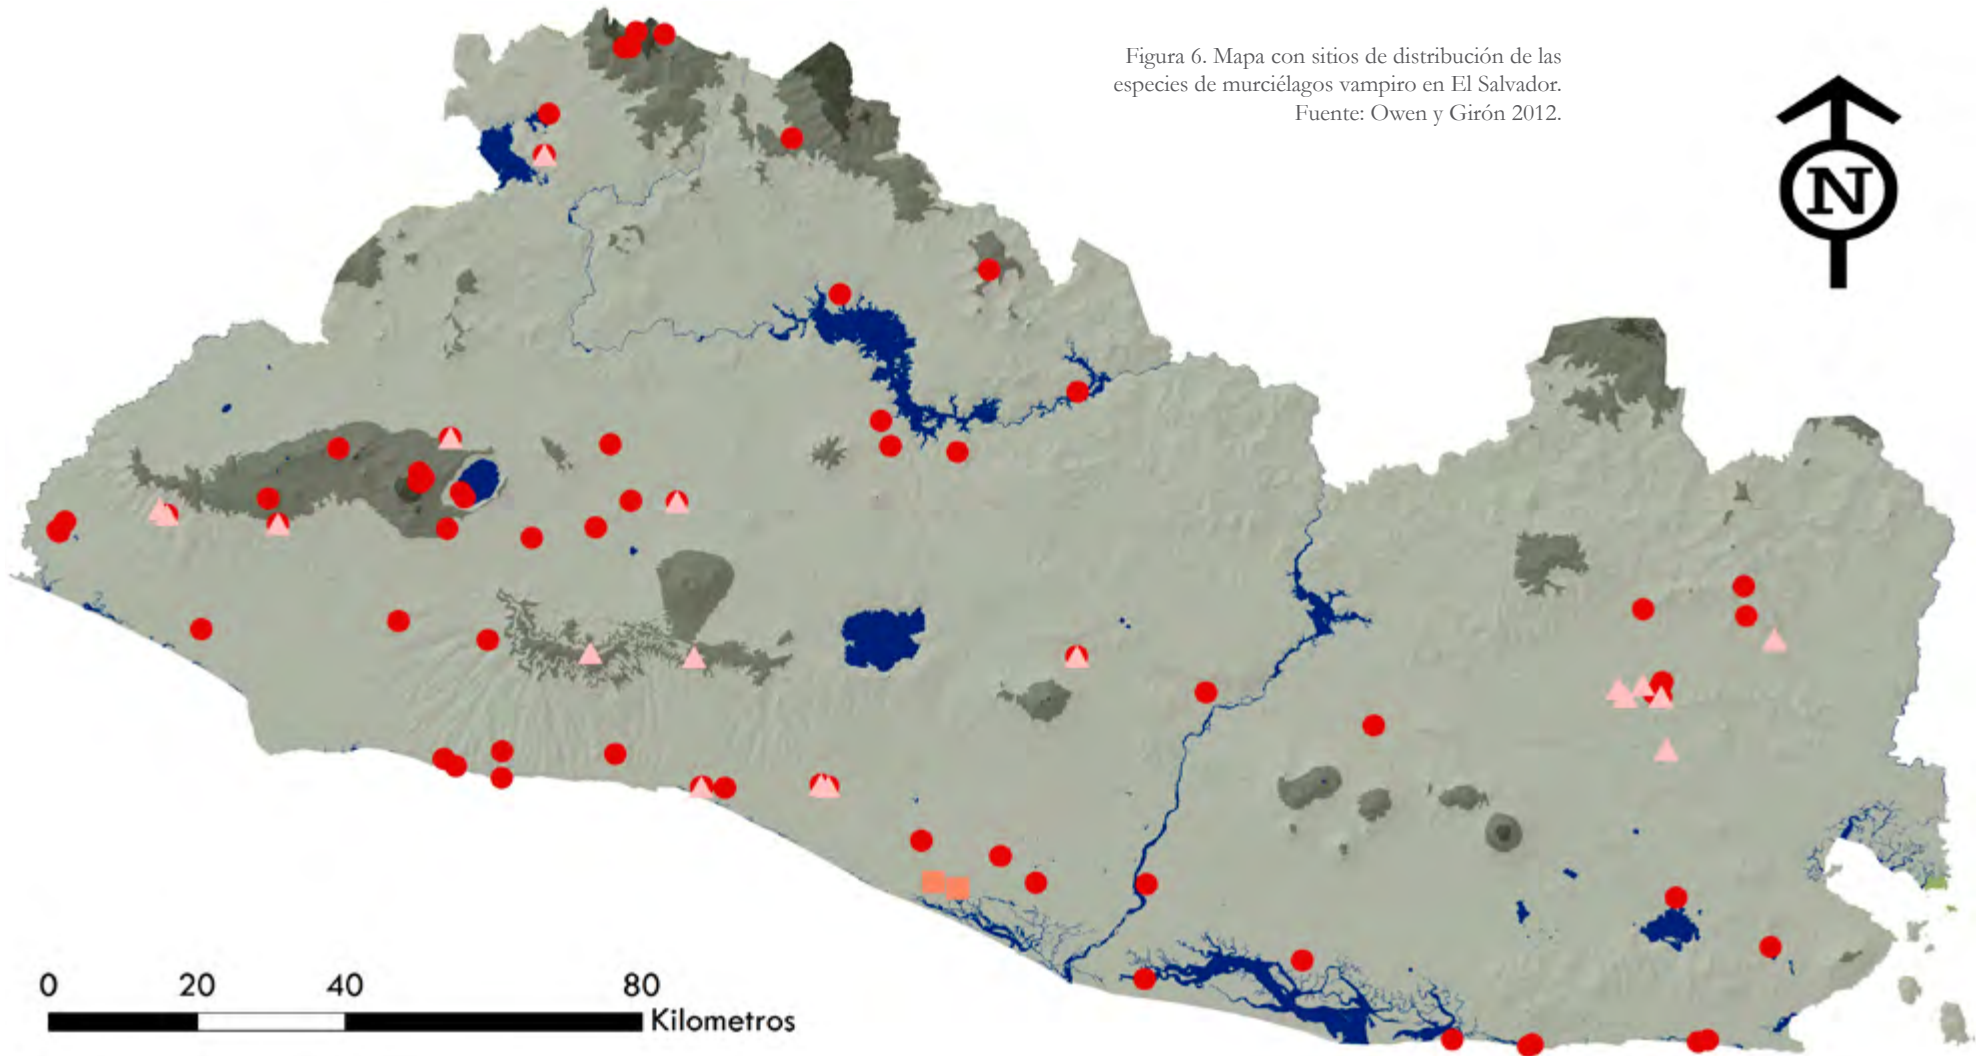 Figura 6. Mapa con sitios de distribución de las
especies de murciélagos vampiro en El Salvador.
Fuente: Owen y Girón 2012.
N
0 20 40 80
Kilometros